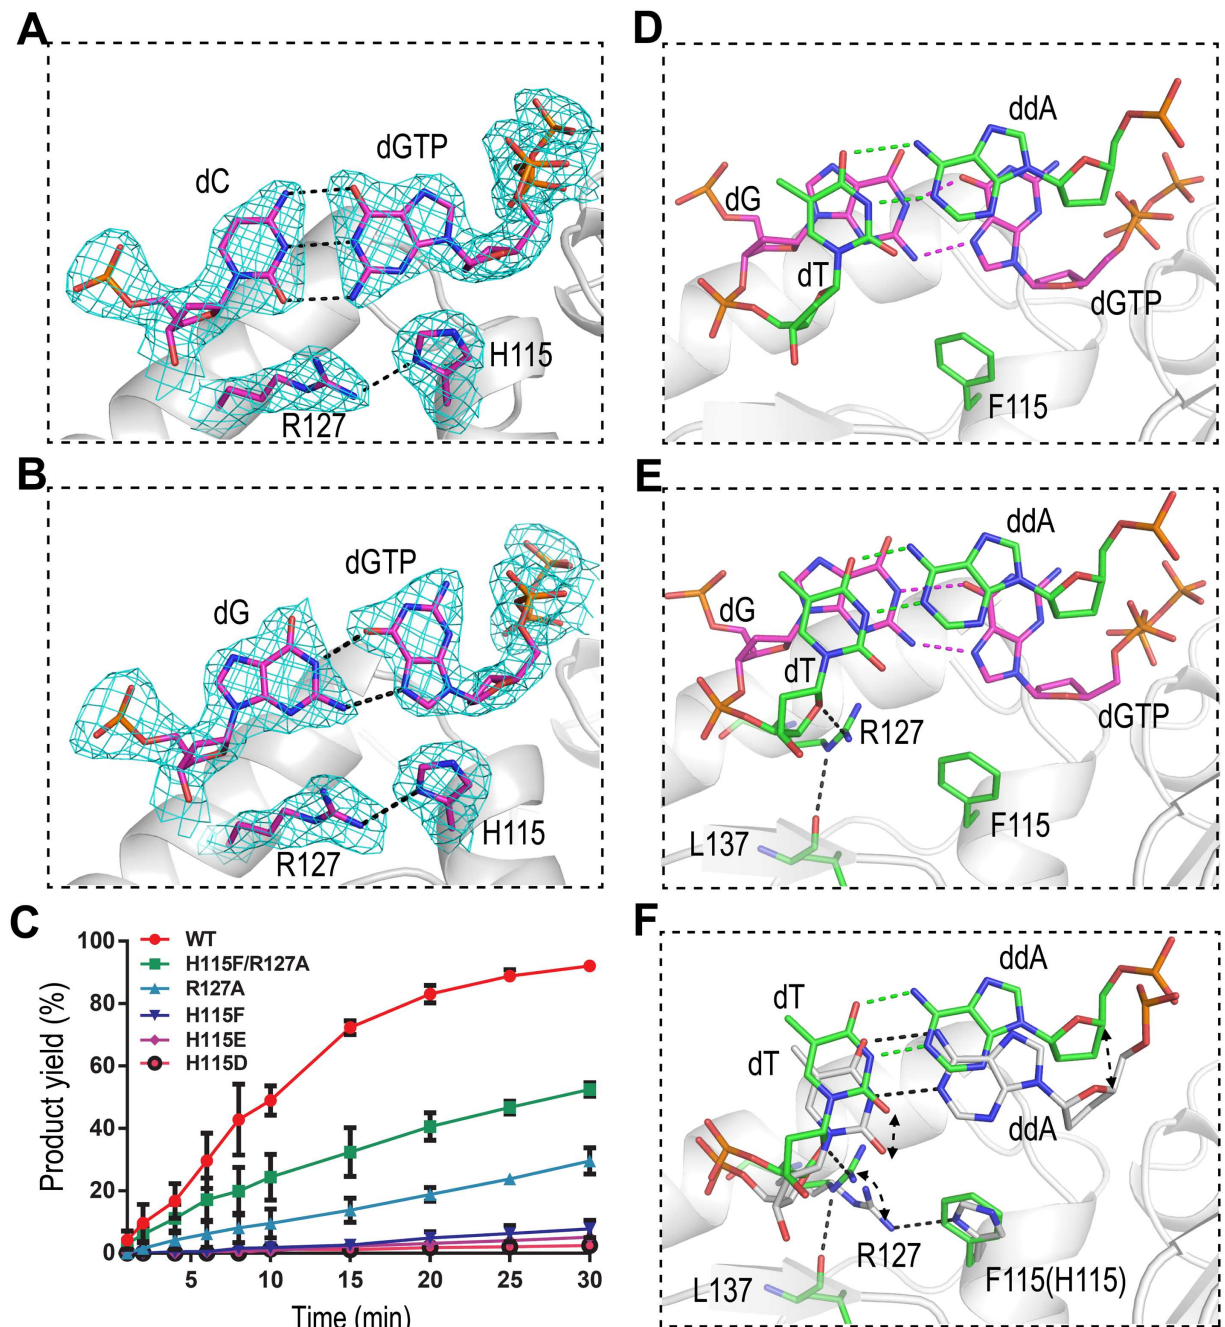 A
dC
dGTP
H115
R127
B
dG
dGTP
H115
R127
C
Product yield (%)
100
80
60
40
20
0
WT
H115F/R127A
R127A
H115F
H115E
H115D
5
10
15
20
25
30
Time (min)
D
ddA
dG
dT
dGTP
F115
E
ddA
dG
dT
R127
dGTP
L137
F115
F
ddA
dT
dT
ddA
R127
L137
F115(H115)